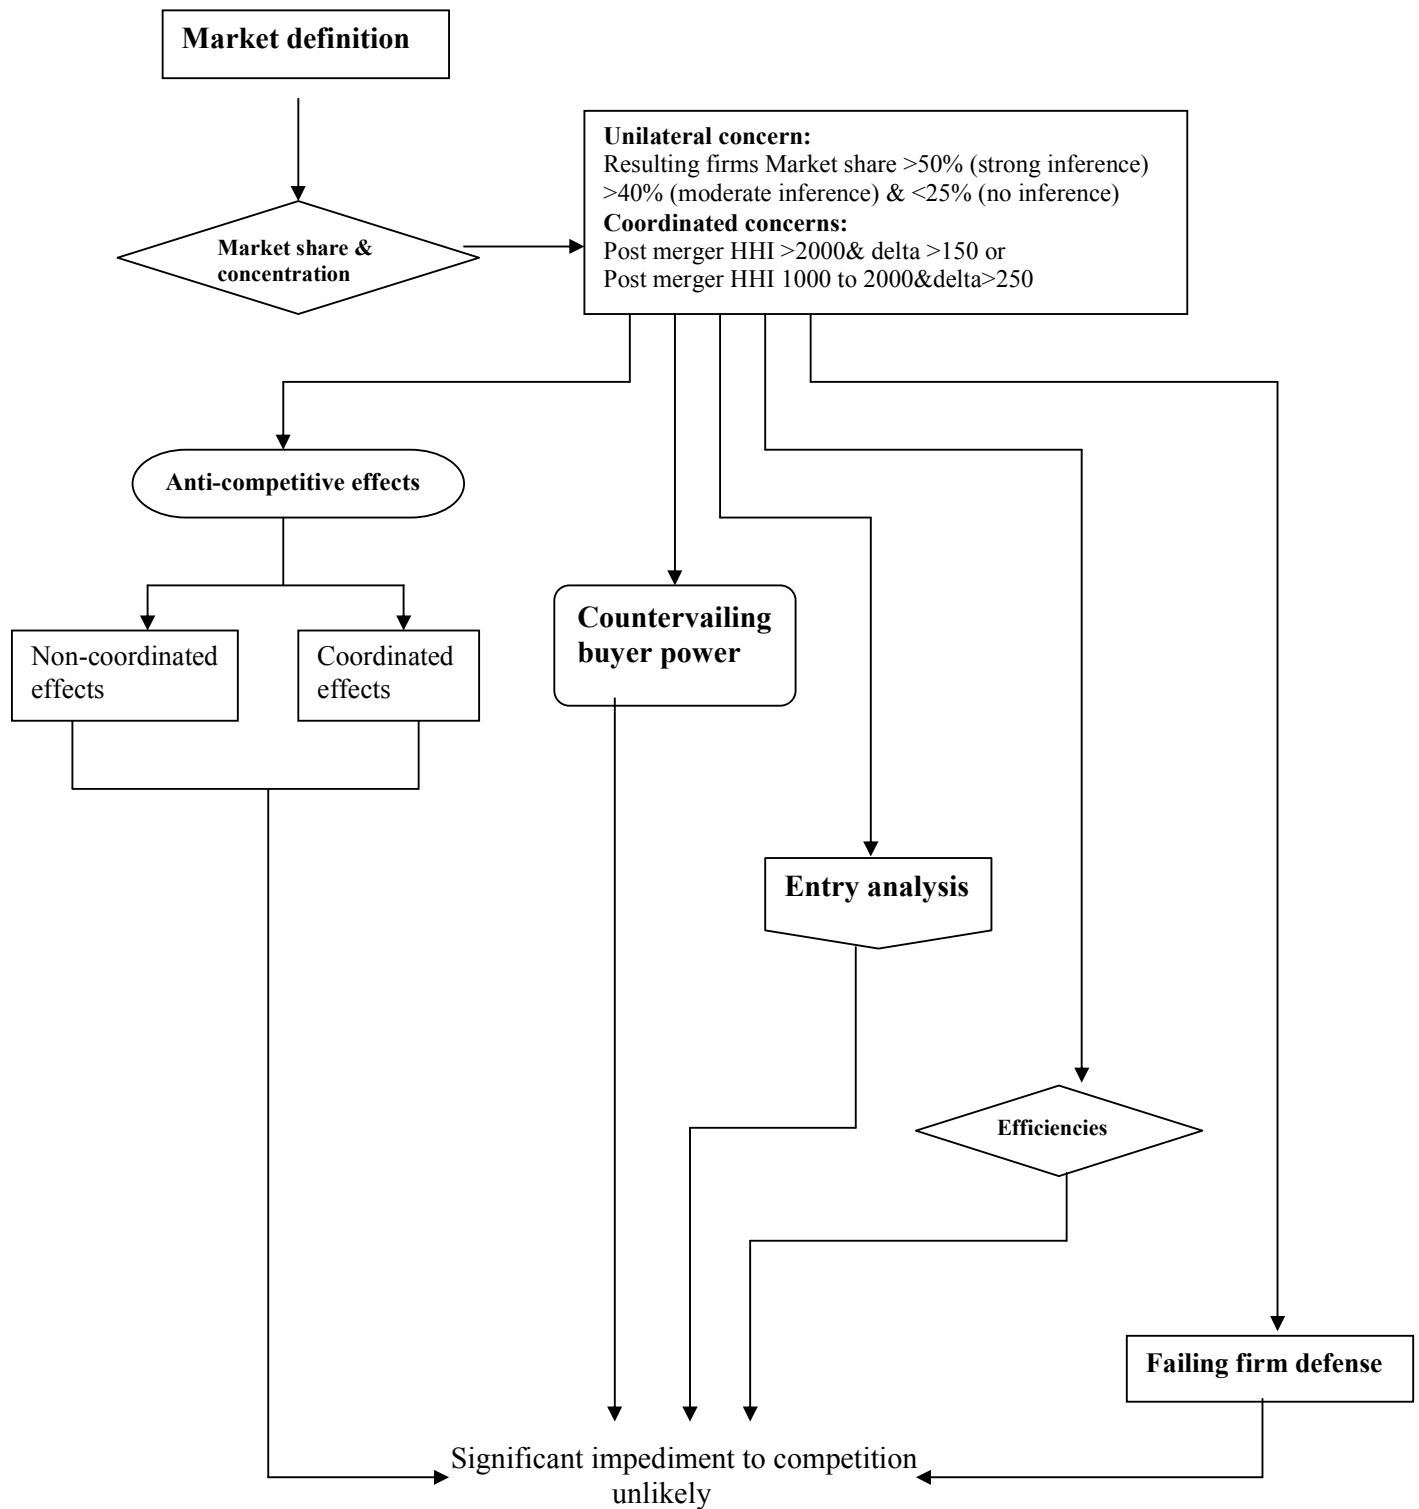 Market definition
Unilateral concern:
Resulting firms Market share >50% (strong inference)
>40% (moderate inference) & <25% (no inference)
Coordinated concerns:
Post merger HHI >2000& delta >150 or
Post merger HHI 1000 to 2000&delta>250
Market share &
concentration
Anti-competitive effects
Non-coordinated
effects
Coordinated
effects
Countervailing
buyer power
Entry analysis
Efficiencies
Failing firm defense
Significant impediment to competition
unlikely